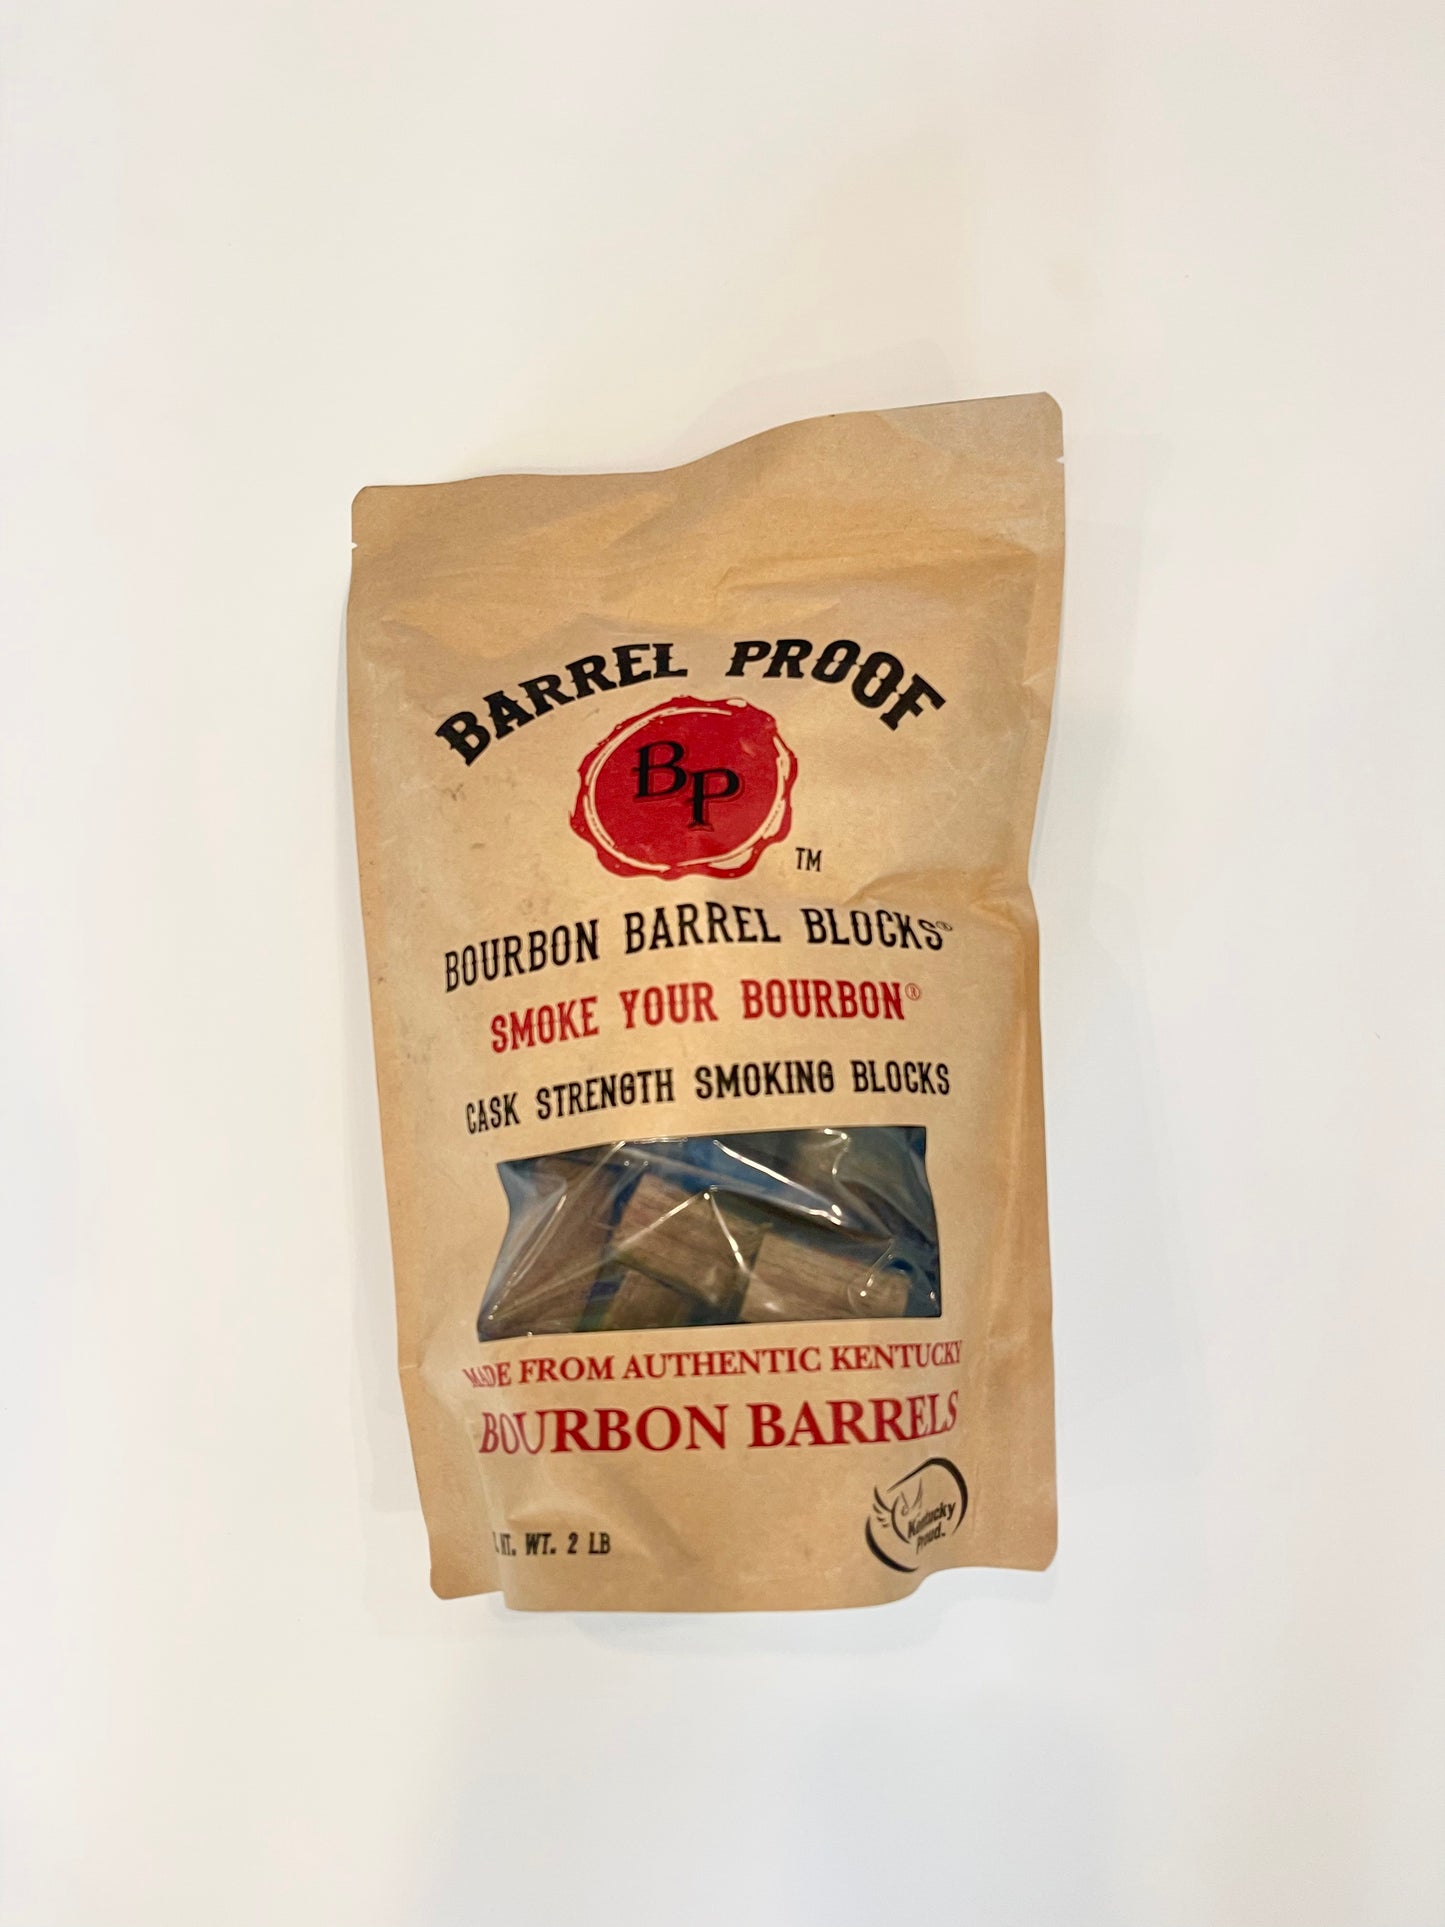 BARREL PROOF
BP
TM
BOURBON BARREL BLOCKS®
SMOKE YOUR BOURBON®
CASK STRENGTH SMOKING BLOCKS
MADE FROM AUTHENTIC KENTUCKY
BOURBON BARRELS
WT. 2 LB
Kentucky
Proud.